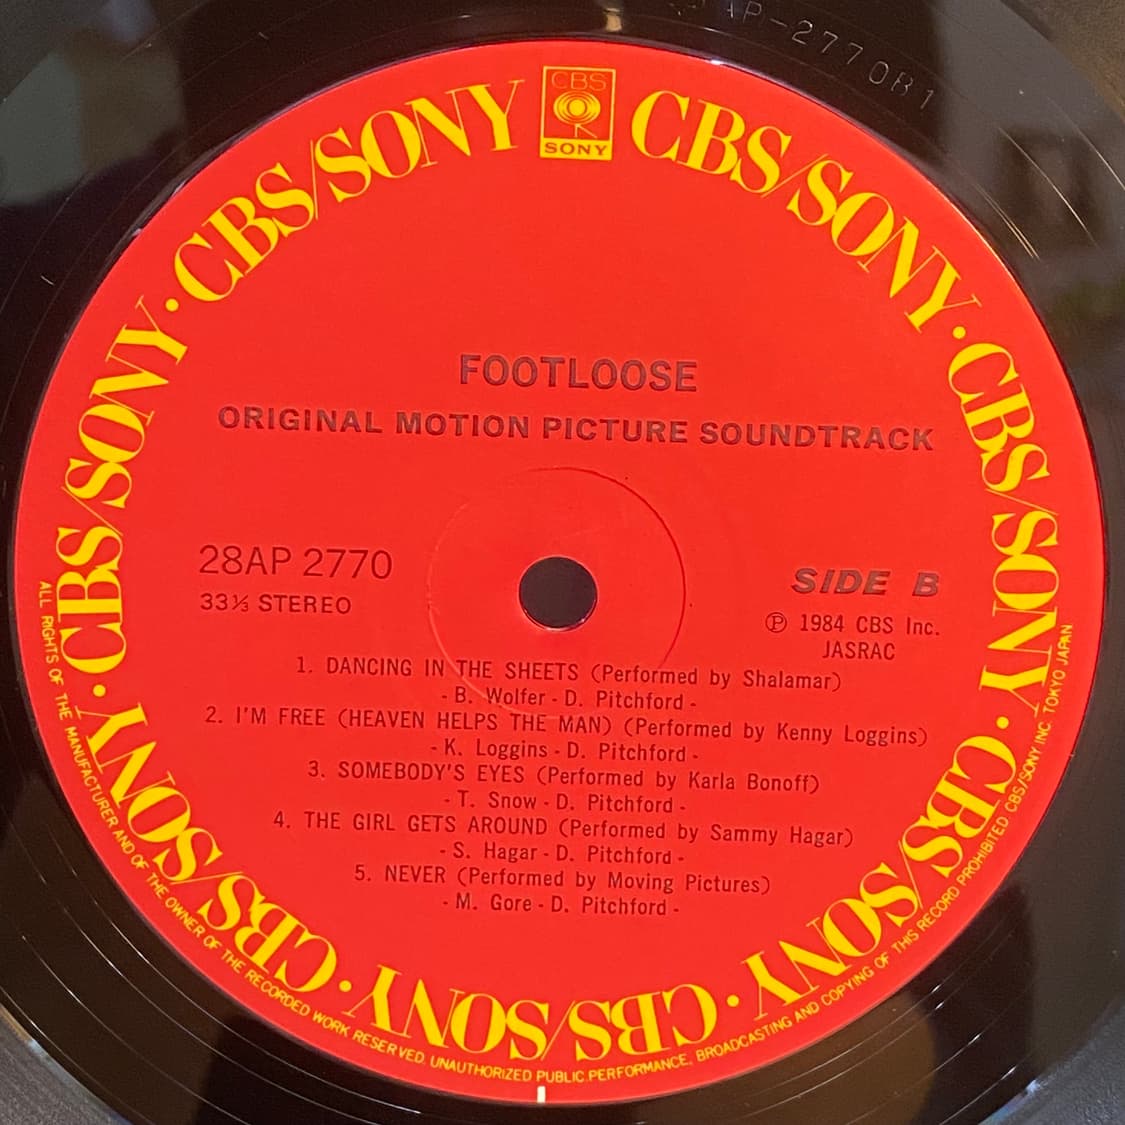 AP-2770B1
CBS
SONY
CBS/SONY · CBS/SONY · CBS/SONY · CBS/SONY · CBS/SONY · CBS/SONY · CBS/SONY · CBS/SONY
FOOTLOOSE
ORIGINAL MOTION PICTURE SOUNDTRACK
28AP 2770
33⅓ STEREO
SIDE B
℗ 1984 CBS Inc.
JASRAC
1. DANCING IN THE SHEETS (Performed by Shalamar)
- B. Wolfer - D. Pitchford -
2. I'M FREE (HEAVEN HELPS THE MAN) (Performed by Kenny Loggins)
- K. Loggins - D. Pitchford -
3. SOMEBODY'S EYES (Performed by Karla Bonoff)
- T. Snow - D. Pitchford -
4. THE GIRL GETS AROUND (Performed by Sammy Hagar)
- S. Hagar - D. Pitchford -
5. NEVER (Performed by Moving Pictures)
- M. Gore - D. Pitchford -
ALL RIGHTS OF THE MANUFACTURER AND OF THE OWNER OF THE RECORDED WORK RESERVED. UNAUTHORIZED PUBLIC PERFORMANCE, BROADCASTING AND COPYING OF THIS RECORD PROHIBITED CBS/SONY INC. TOKYO JAPAN